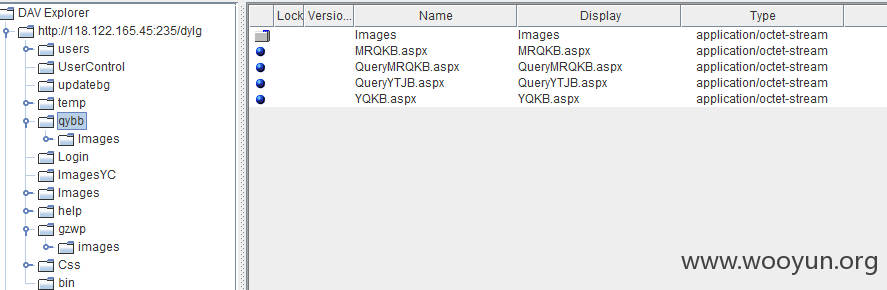 DAV Explorer
http://118.122.165.45:235/dylg
users
UserControl
updatebg
temp
qybb
Images
Login
ImagesYC
Images
help
gzwp
images
Css
bin
Lock Versio... Name Display Type
Images Images application/octet-stream
MRQKB.aspx MRQKB.aspx application/octet-stream
QueryMRQKB.aspx QueryMRQKB.aspx application/octet-stream
QueryYTJB.aspx QueryYTJB.aspx application/octet-stream
YQKB.aspx YQKB.aspx application/octet-stream
www.wooyun.org